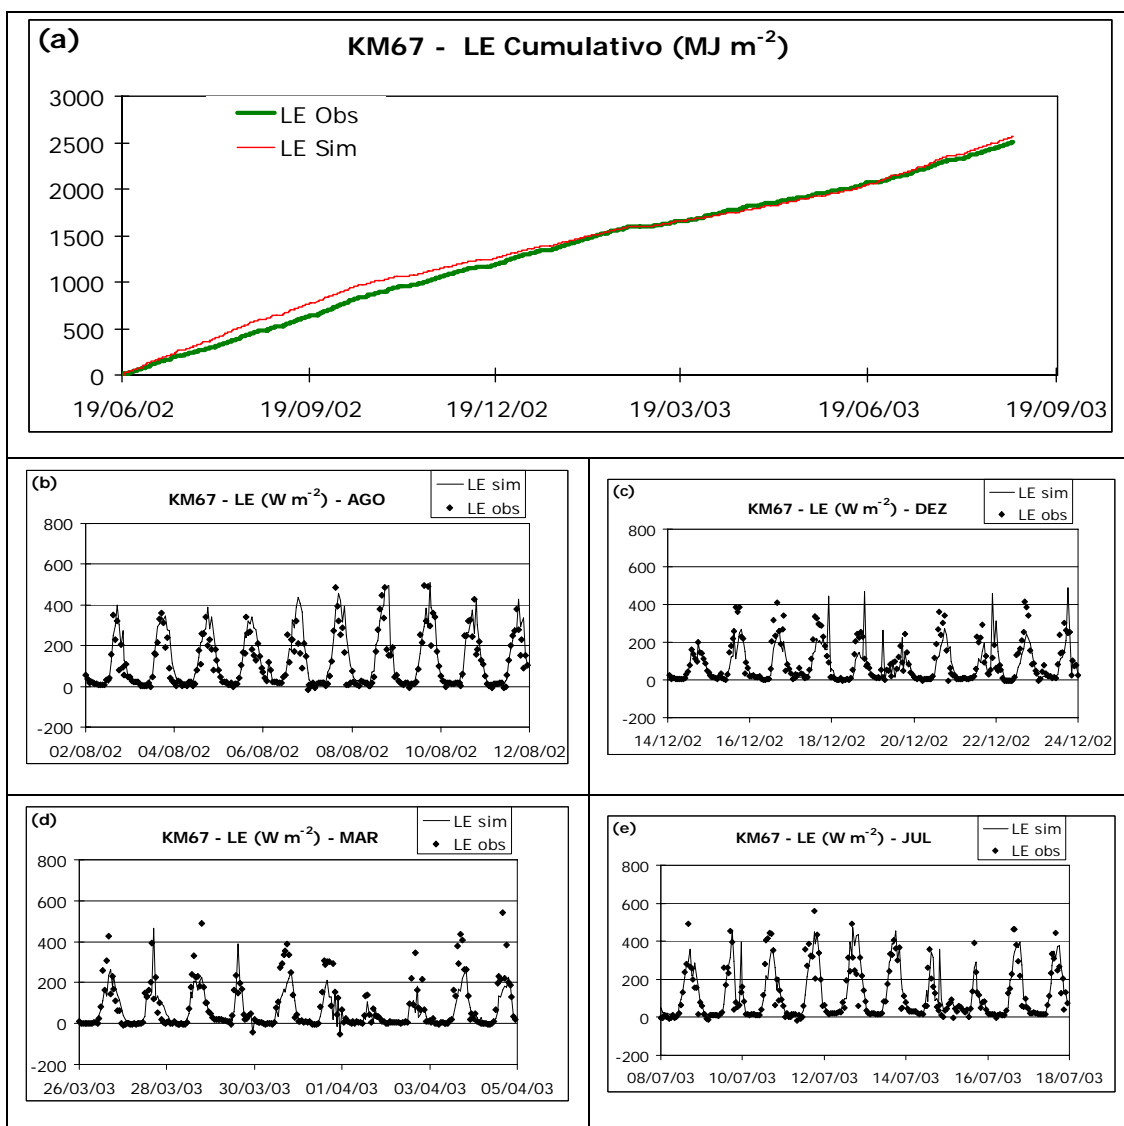 (a)
KM67 - LE Cumulativo (MJ m⁻²)
3000
2500
2000
1500
1000
500
0
LE Obs
LE Sim
19/06/02 19/09/02 19/12/02 19/03/03 19/06/03 19/09/03
(b)
KM67 - LE (W m⁻²) - AGO
LE sim
LE obs
800
600
400
200
0
-200
02/08/02 04/08/02 06/08/02 08/08/02 10/08/02 12/08/02
(c)
KM67 - LE (W m⁻²) - DEZ
LE sim
LE obs
800
600
400
200
0
-200
14/12/02 16/12/02 18/12/02 20/12/02 22/12/02 24/12/02
(d)
KM67 - LE (W m⁻²) - MAR
LE sim
LE obs
800
600
400
200
0
-200
26/03/03 28/03/03 30/03/03 01/04/03 03/04/03 05/04/03
(e)
KM67 - LE (W m⁻²) - JUL
LE sim
LE obs
800
600
400
200
0
-200
08/07/03 10/07/03 12/07/03 14/07/03 16/07/03 18/07/03